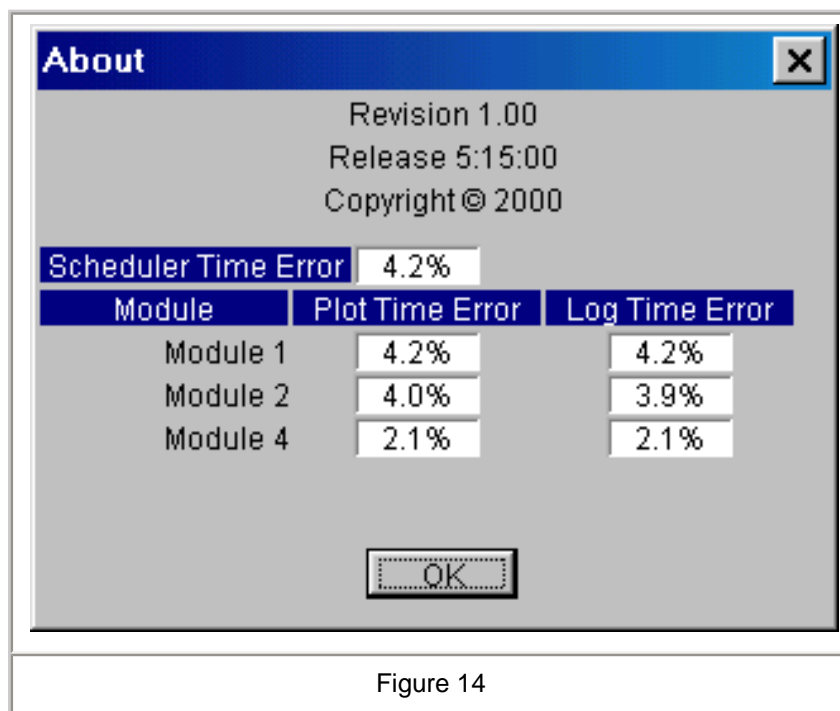 About
Revision 1.00
Release 5:15:00
Copyright © 2000
Scheduler Time Error 4.2%
Module Plot Time Error Log Time Error
Module 1 4.2% 4.2%
Module 2 4.0% 3.9%
Module 4 2.1% 2.1%
OK
Figure 14